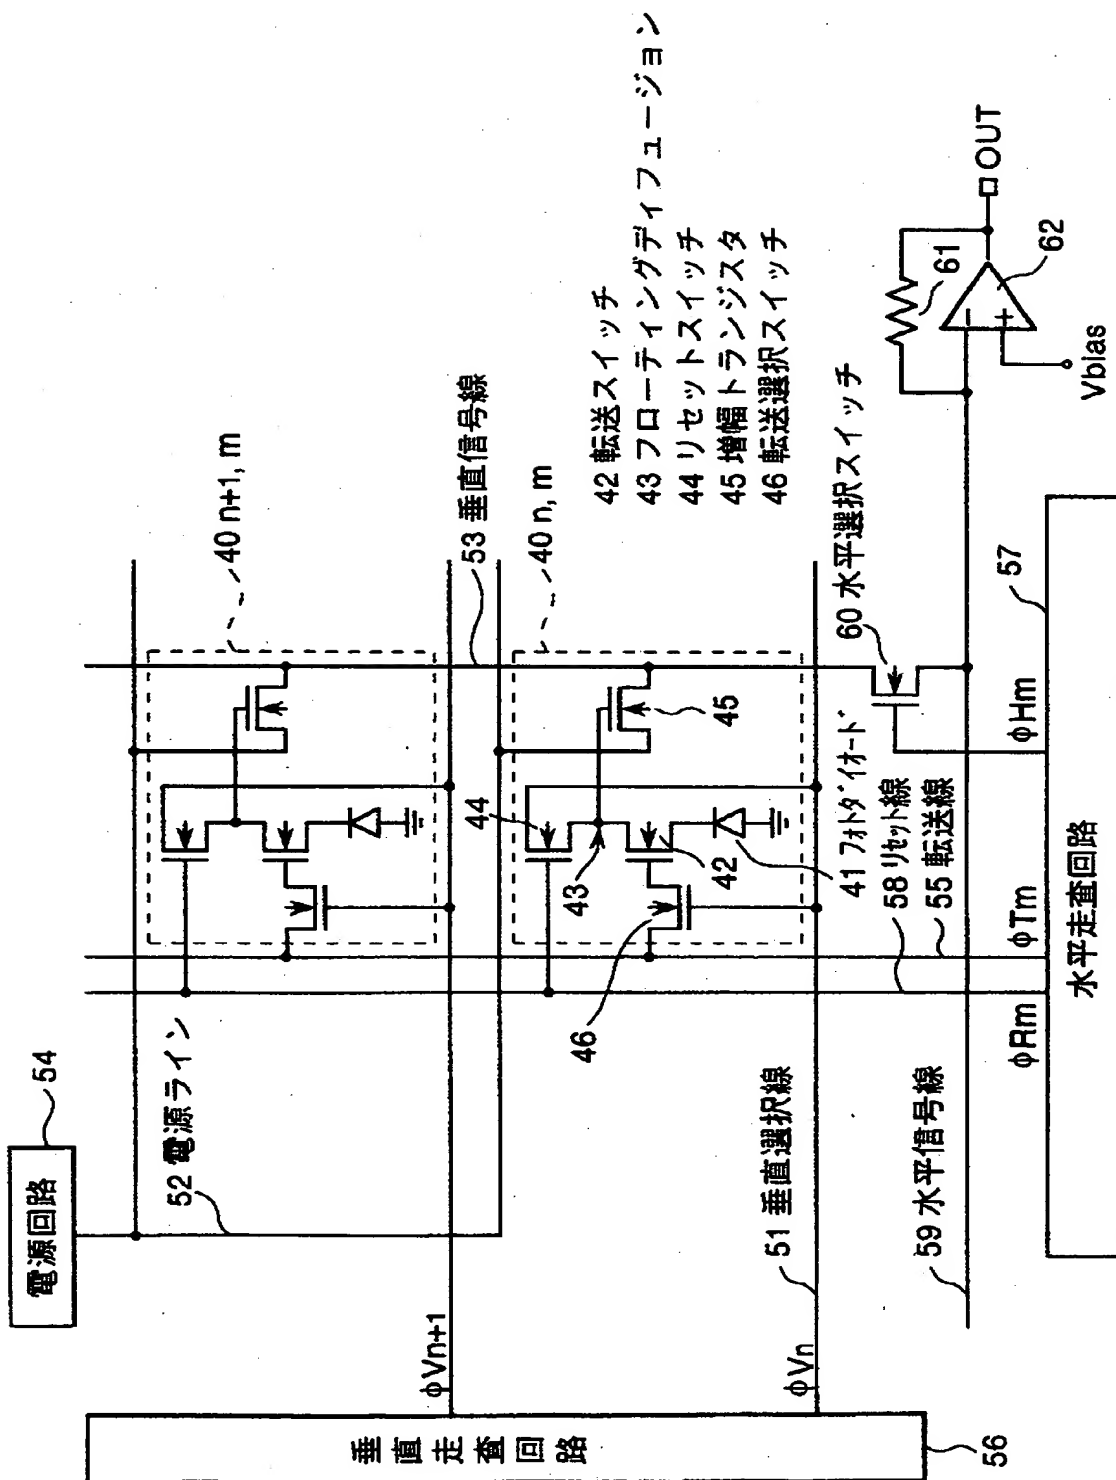 電源回路
54
52 電源ライン
40 n+1, m
53 垂直信号線
44
43
42
45
46
40 n, m
42 転送スイッチ
43 フローティングディフュージョン
44 リセットスイッチ
45 増幅トランジスタ
46 転送選択スイッチ
41 フォトダイオード
58 リセット線
55 転送線
60 水平選択スイッチ
61
62
OUT
Vbias
φVn+1
φVn
51 垂直選択線
59 水平信号線
φRm
φTm
φHm
57
垂直走査回路
56
水平走査回路